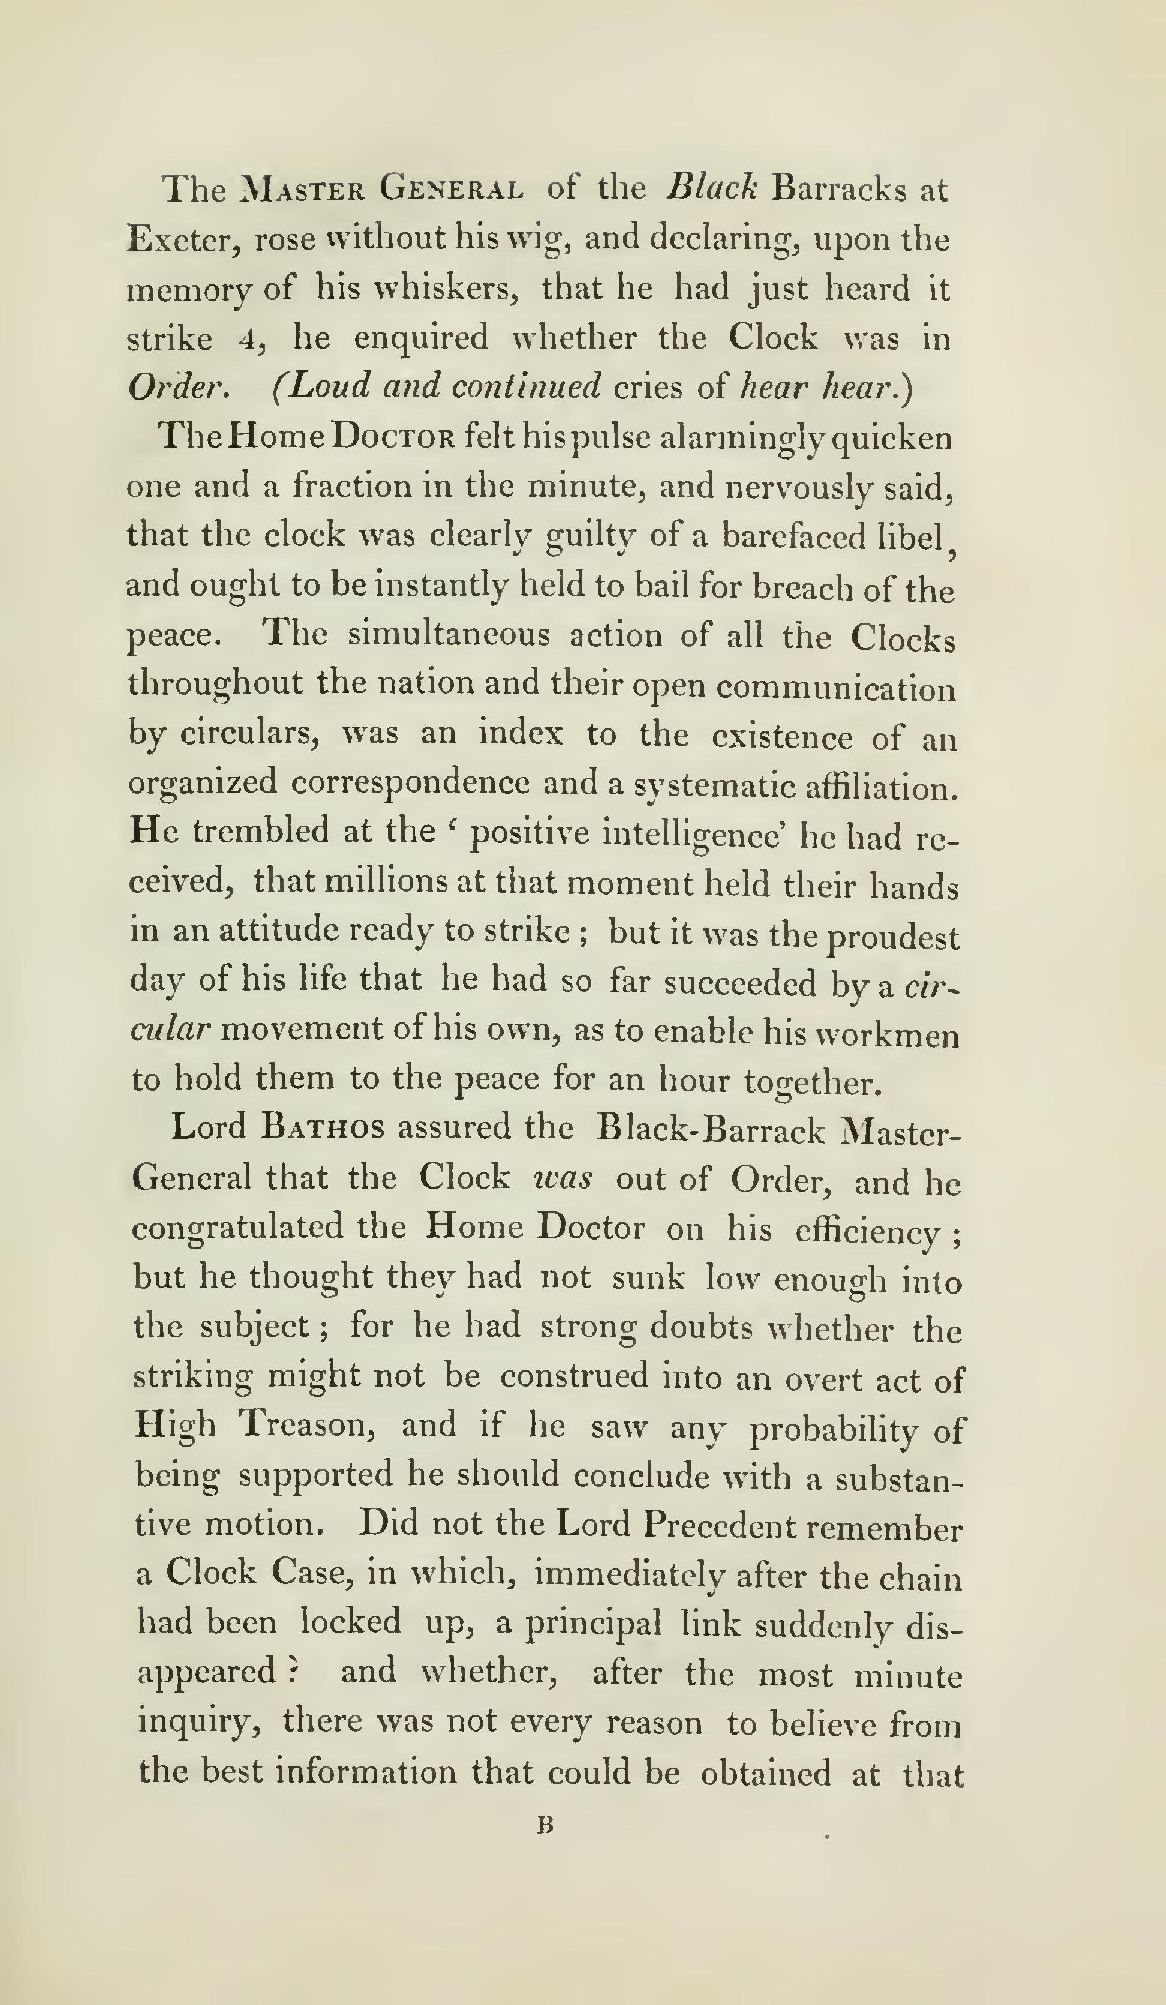 The Master General of the Black Barracks at
Exeter, rose without his wig, and declaring, upon the
memory of his whiskers, that he had just heard it
strike 4, he enquired whether the Clock was in
Order. (Loud and continued cries of hear hear.)
The Home Doctor felt his pulse alarmingly quicken
one and a fraction in the minute, and nervously said,
that the clock was clearly guilty of a barefaced libel,
and ought to be instantly held to bail for breach of the
peace. The simultaneous action of all the Clocks
throughout the nation and their open communication
by circulars, was an index to the existence of an
organized correspondence and a systematic affiliation.
He trembled at the ‘ positive intelligence’ he had re-
ceived, that millions at that moment held their hands
in an attitude ready to strike ; but it was the proudest
day of his life that he had so far succeeded by a cir-
cular movement of his own, as to enable his workmen
to hold them to the peace for an hour together.
Lord Bathos assured the Black-Barrack Master-
General that the Clock was out of Order, and he
congratulated the Home Doctor on his efficiency ;
but he thought they had not sunk low enough into
the subject ; for he had strong doubts whether the
striking might not be construed into an overt act of
High Treason, and if he saw any probability of
being supported he should conclude with a substan-
tive motion. Did not the Lord Precedent remember
a Clock Case, in which, immediately after the chain
had been locked up, a principal link suddenly dis-
appeared ? and whether, after the most minute
inquiry, there was not every reason to believe from
the best information that could be obtained at that
B